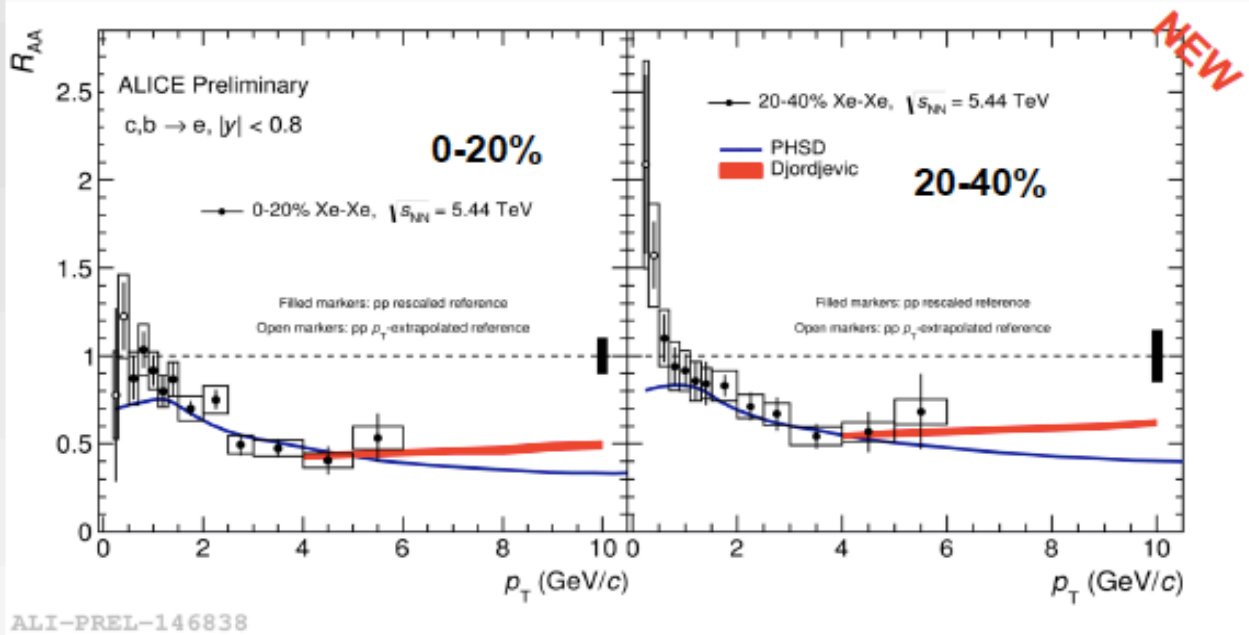 NEW
R_AA
ALICE Preliminary
c,b → e, |y| < 0.8
0-20%
0-20% Xe-Xe, √s_NN = 5.44 TeV
Filled markers: pp rescaled reference
Open markers: pp p_T-extrapolated reference
2.5
2
1.5
1
0.5
0
0 2 4 6 8 10
p_T (GeV/c)
20-40% Xe-Xe, √s_NN = 5.44 TeV
PHSD
Djordjevic
20-40%
Filled markers: pp rescaled reference
Open markers: pp p_T-extrapolated reference
0 2 4 6 8 10
p_T (GeV/c)
ALI-PREL-146838